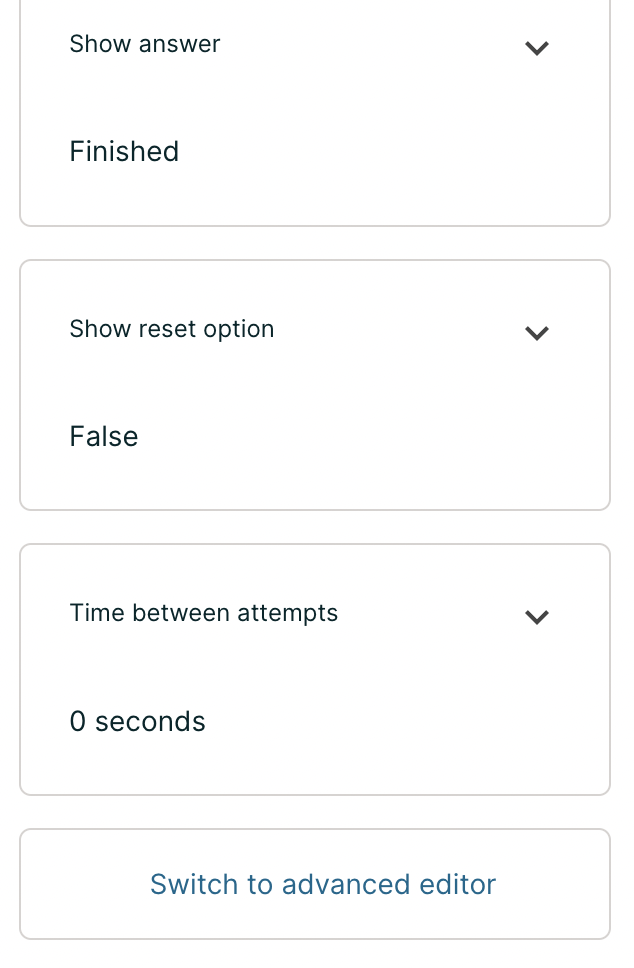 Show answer
Finished
Show reset option
False
Time between attempts
0 seconds
Switch to advanced editor